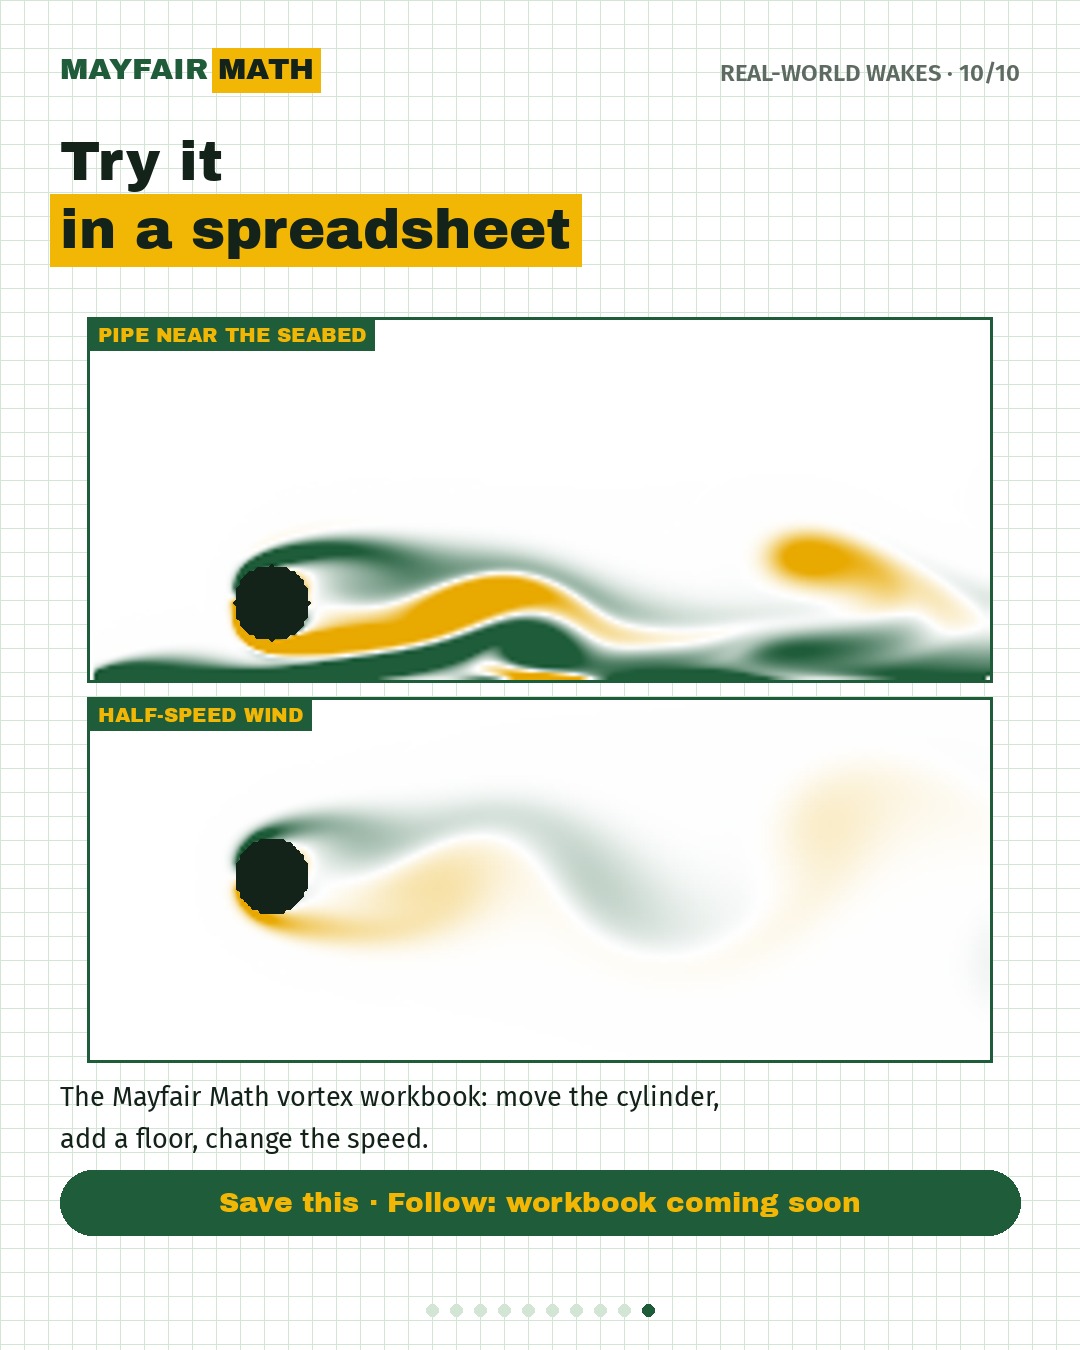 MAYFAIR MATH
REAL-WORLD WAKES · 10/10
Try it
in a spreadsheet
PIPE NEAR THE SEABED
HALF-SPEED WIND
The Mayfair Math vortex workbook: move the cylinder,
add a floor, change the speed.
Save this · Follow: workbook coming soon